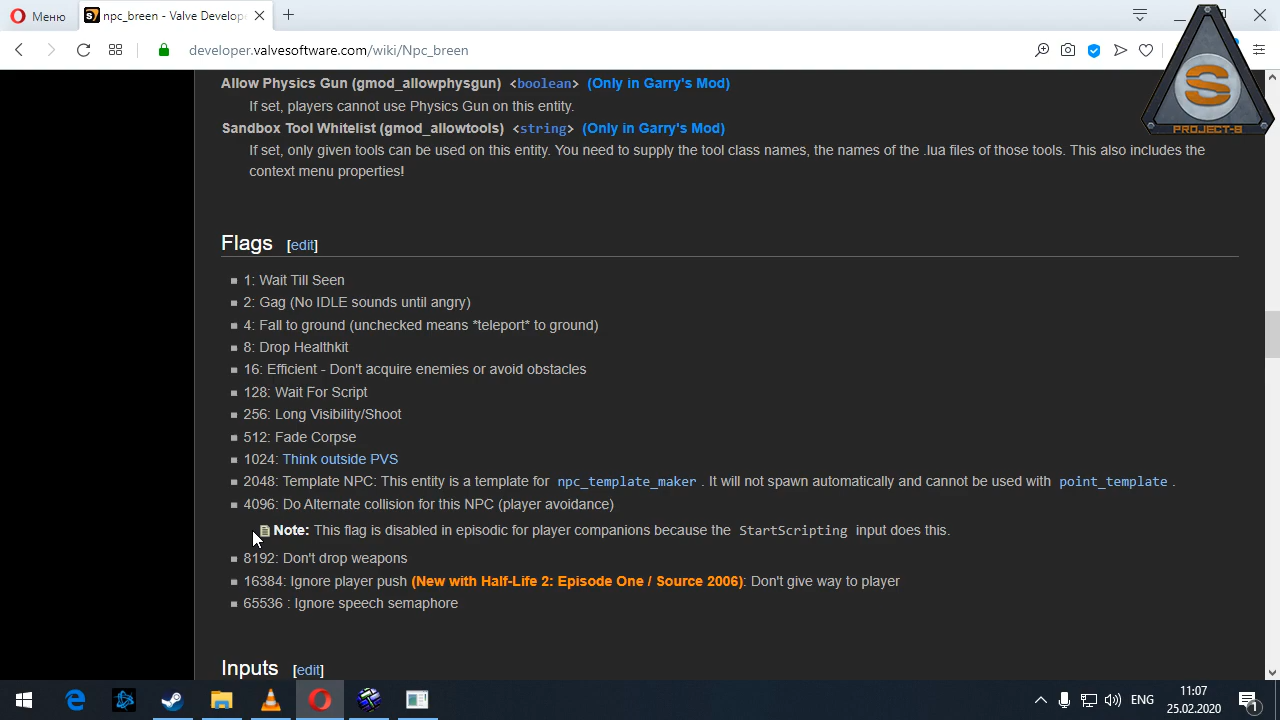 Меню
npc_breen - Valve Develop
developer.valvesoftware.com/wiki/Npc_breen
PROJECT-8
Allow Physics Gun (gmod_allowphysgun) <boolean> (Only in Garry's Mod)
If set, players cannot use Physics Gun on this entity.
Sandbox Tool Whitelist (gmod_allowtools) <string> (Only in Garry's Mod)
If set, only given tools can be used on this entity. You need to supply the tool class names, the names of the .lua files of those tools. This also includes the
context menu properties!
Flags [edit]
1: Wait Till Seen
2: Gag (No IDLE sounds until angry)
4: Fall to ground (unchecked means *teleport* to ground)
8: Drop Healthkit
16: Efficient - Don't acquire enemies or avoid obstacles
128: Wait For Script
256: Long Visibility/Shoot
512: Fade Corpse
1024: Think outside PVS
2048: Template NPC: This entity is a template for npc_template_maker. It will not spawn automatically and cannot be used with point_template.
4096: Do Alternate collision for this NPC (player avoidance)
Note: This flag is disabled in episodic for player companions because the StartScripting input does this.
8192: Don't drop weapons
16384: Ignore player push (New with Half-Life 2: Episode One / Source 2006): Don't give way to player
65536 : Ignore speech semaphore
Inputs [edit]
ENG
11:07
25.02.2020
1